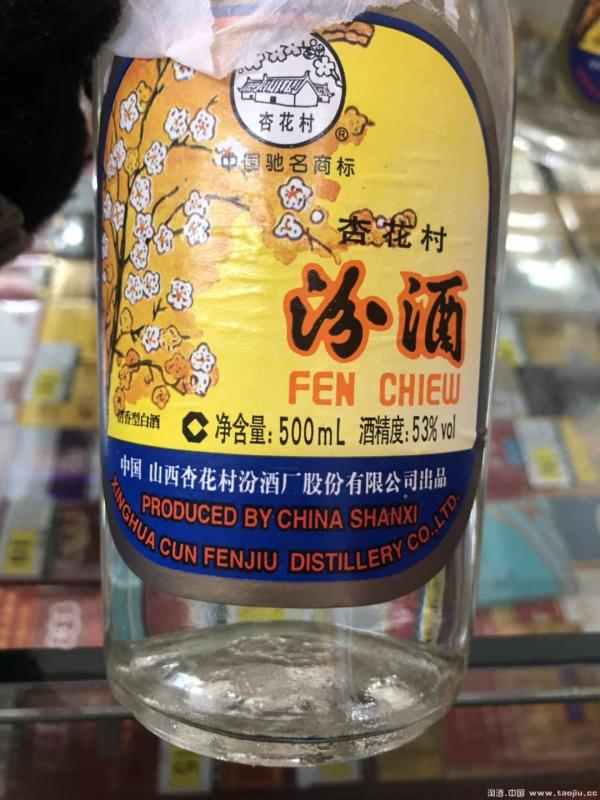 杏花村
®
中国驰名商标
杏花村
汾酒
FEN CHIEW
清香型白酒
净含量:500mL 酒精度:53%vol
中国 山西杏花村汾酒厂股份有限公司出品
PRODUCED BY CHINA SHANXI
XINGHUA CUN FENJIU DISTILLERY CO.,LTD.
淘酒.中国 www.taojiu.cc